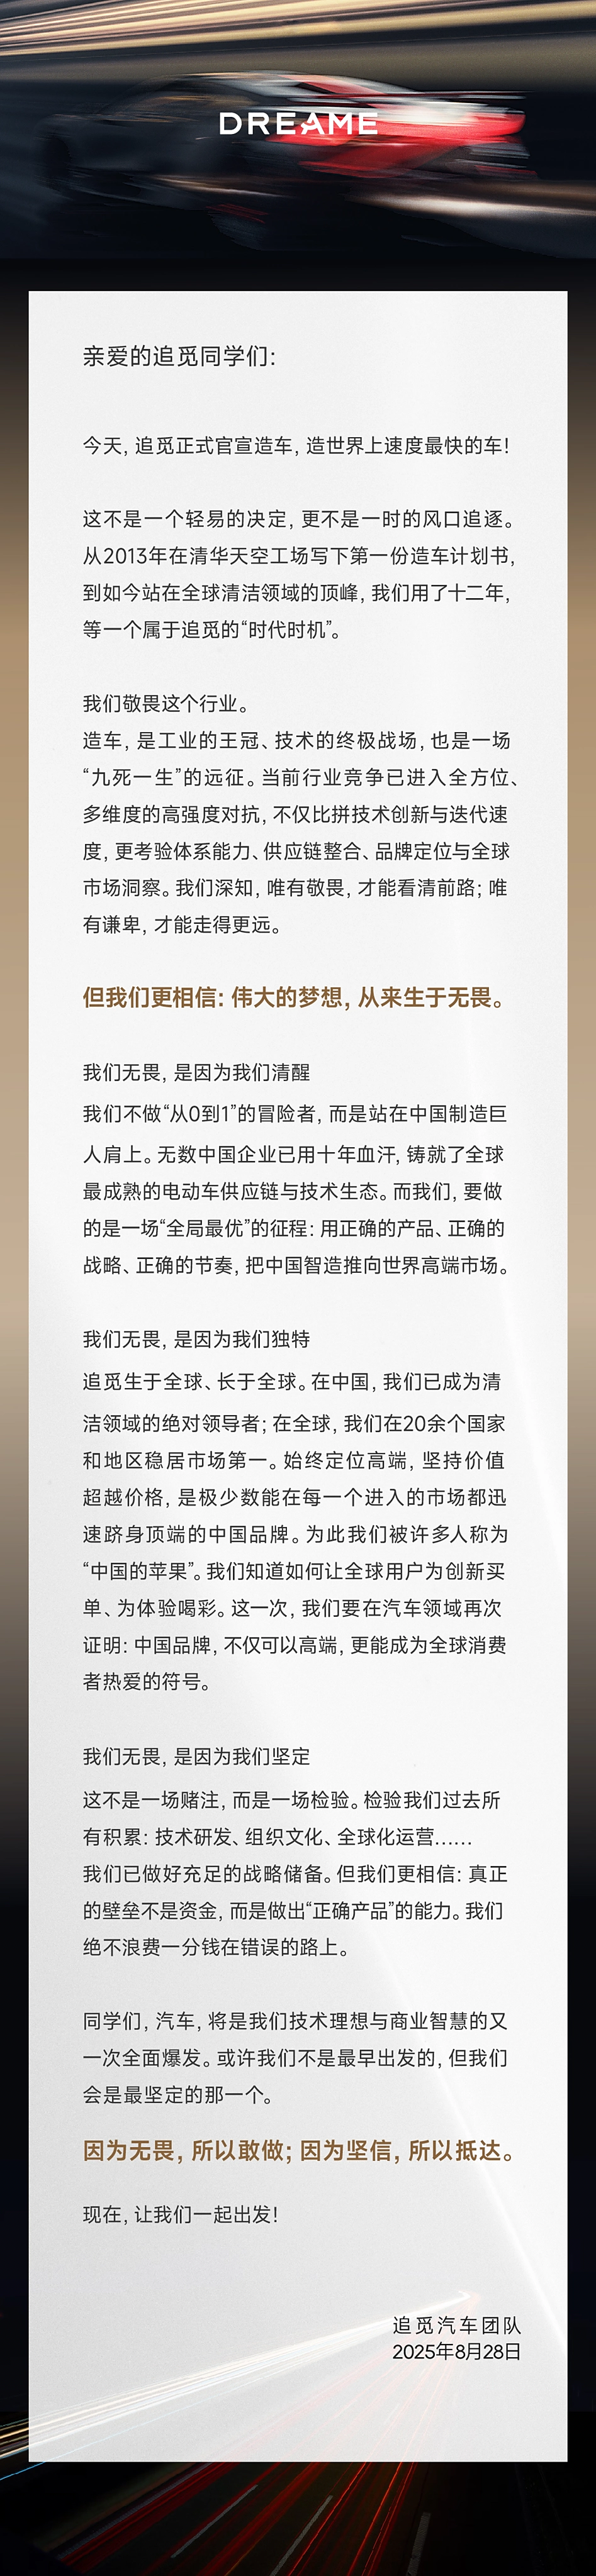 DREAME
亲爱的追觅同学们:
今天, 追觅正式官宣造车, 造世界上速度最快的车!
这不是一个轻易的决定, 更不是一时的风口追逐。
从2013年在清华天空工场写下第一份造车计划书,
到如今站在全球清洁领域的顶峰, 我们用了十二年,
等一个属于追觅的“时代时机”。
我们敬畏这个行业。
造车, 是工业的王冠、技术的终极战场, 也是一场
“九死一生”的远征。当前行业竞争已进入全方位、
多维度的高强度对抗, 不仅比拼技术创新与迭代速
度, 更考验体系能力、供应链整合、品牌定位与全球
市场洞察。我们深知, 唯有敬畏, 才能看清前路; 唯
有谦卑, 才能走得更远。
但我们更相信: 伟大的梦想, 从来生于无畏。
我们无畏, 是因为我们清醒
我们不做“从0到1”的冒险者, 而是站在中国制造巨
人肩上。无数中国企业已用十年血汗, 铸就了全球
最成熟的电动车供应链与技术生态。而我们, 要做
的是一场“全局最优”的征程: 用正确的产品、正确的
战略、正确的节奏, 把中国智造推向世界高端市场。
我们无畏, 是因为我们独特
追觅生于全球、长于全球。在中国, 我们已成为清
洁领域的绝对领导者; 在全球, 我们在20余个国家
和地区稳居市场第一。始终定位高端, 坚持价值
超越价格, 是极少数能在每一个进入的市场都迅
速跻身顶端的中国品牌。为此我们被许多人称为
“中国的苹果”。我们知道如何让全球用户为创新买
单、为体验喝彩。这一次, 我们要在汽车领域再次
证明: 中国品牌, 不仅可以高端, 更能成为全球消费
者热爱的符号。
我们无畏, 是因为我们坚定
这不是一场赌注, 而是一场检验。检验我们过去所
有积累: 技术研发、组织文化、全球化运营……
我们已做好充足的战略储备。但我们更相信: 真正
的壁垒不是资金, 而是做出“正确产品”的能力。我们
绝不浪费一分钱在错误的路上。
同学们, 汽车, 将是我们技术理想与商业智慧的又
一次全面爆发。或许我们不是最早出发的, 但我们
会是最坚定的那一个。
因为无畏, 所以敢做; 因为坚信, 所以抵达。
现在, 让我们一起出发!
追觅汽车团队
2025年8月28日